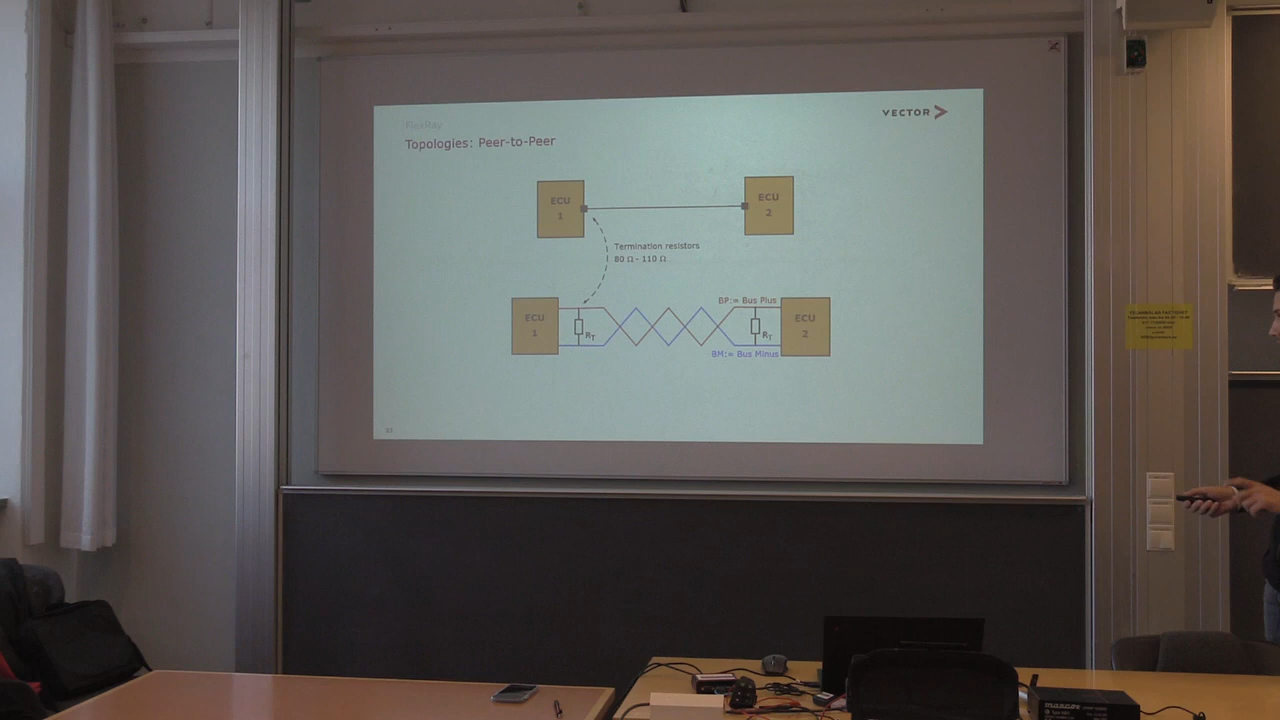 FlexRay
VECTOR
Topologies: Peer-to-Peer
ECU
1
ECU
2
Termination resistors
80 Ω - 110 Ω
BP:= Bus Plus
ECU
1
RT
RT
ECU
2
BM:= Bus Minus